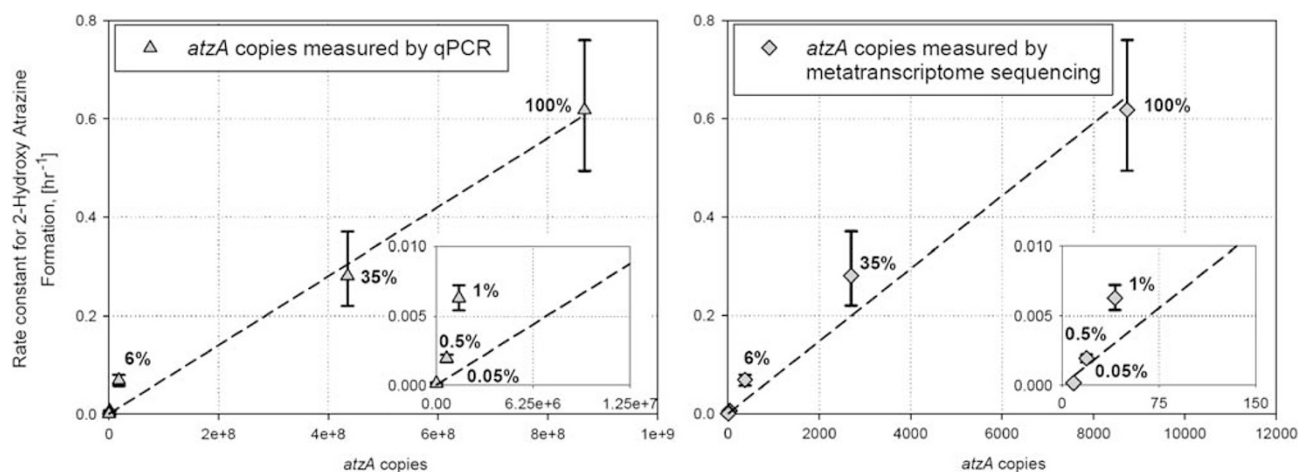 Rate constant for 2-Hydroxy Atrazine
Formation, [hr⁻¹]
0.8
0.6
0.4
0.2
0.0
atzA copies measured by qPCR
100%
35%
6%
0.010
0.005
0.000
1%
0.5%
0.05%
0.00
6.25e+6
1.25e+7
0
2e+8
4e+8
6e+8
8e+8
1e+9
atzA copies
0.8
0.6
0.4
0.2
0.0
atzA copies measured by
metatranscriptome sequencing
100%
35%
6%
0.010
0.005
0.000
1%
0.5%
0.05%
0
75
150
0
2000
4000
6000
8000
10000
12000
atzA copies